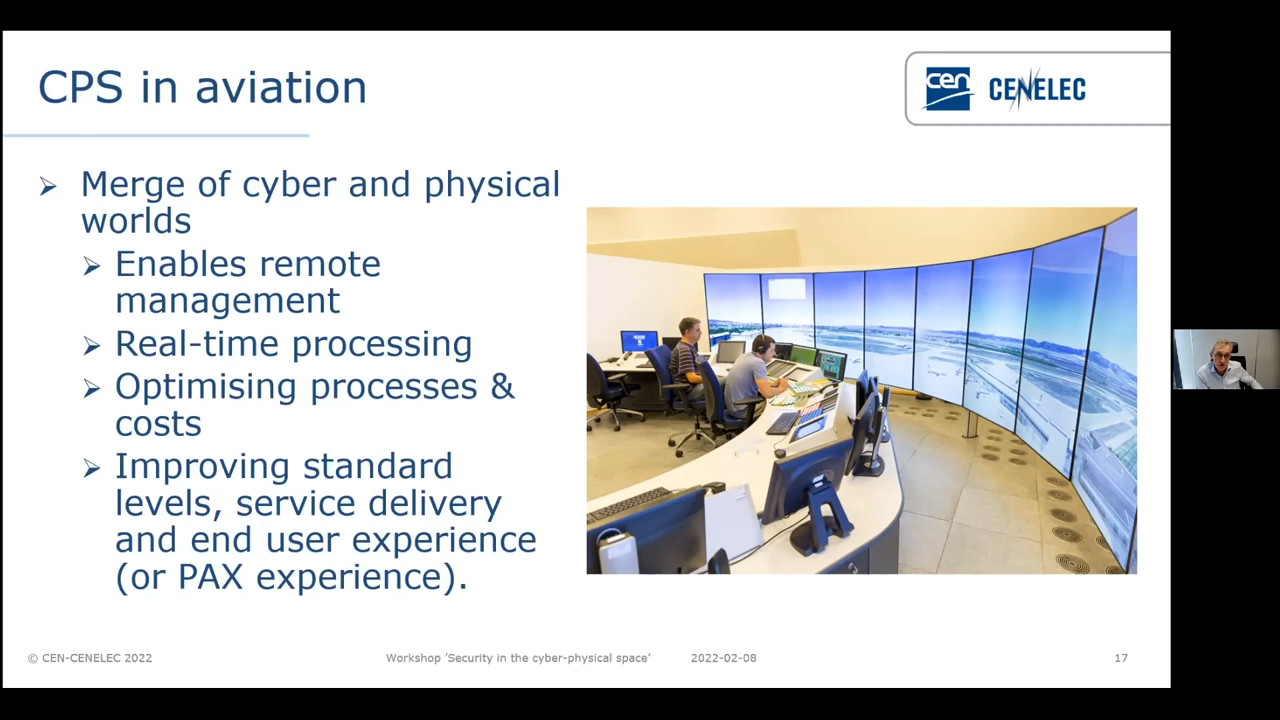 CPS in aviation
cen
CENELEC
➢ Merge of cyber and physical
worlds
➢ Enables remote
management
➢ Real-time processing
➢ Optimising processes &
costs
➢ Improving standard
levels, service delivery
and end user experience
(or PAX experience).
© CEN-CENELEC 2022
Workshop ‘Security in the cyber-physical space’
2022-02-08
17